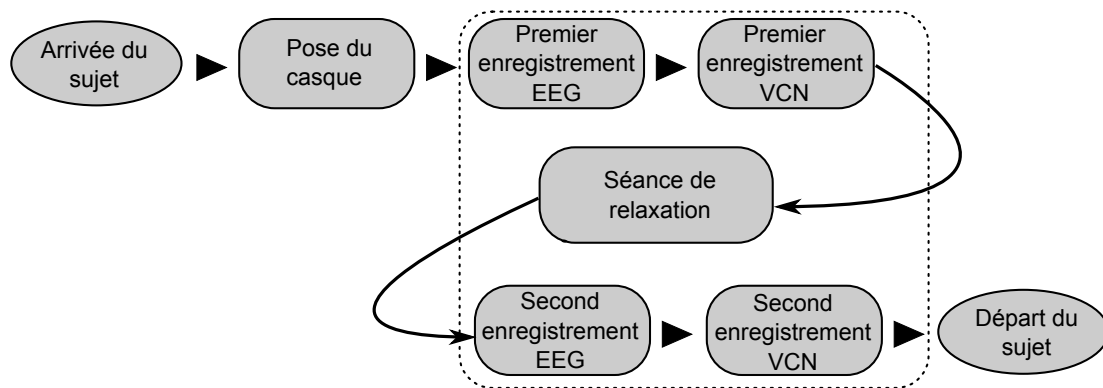 Arrivée du
sujet
Pose du
casque
Premier
enregistrement
EEG
Premier
enregistrement
VCN
Séance de
relaxation
Second
enregistrement
EEG
Second
enregistrement
VCN
Départ du
sujet